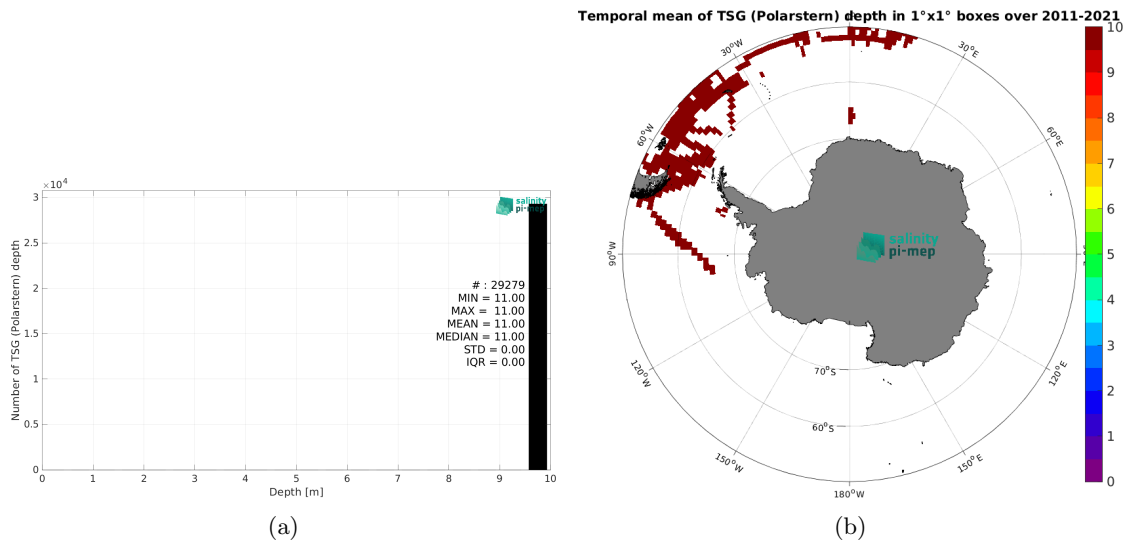 ×10⁴
3
2.5
2
1.5
1
0.5
0
Number of TSG (Polarstern) depth
salinity
pi-mep
# : 29279
MIN = 11.00
MAX = 11.00
MEAN = 11.00
MEDIAN = 11.00
STD = 0.00
IQR = 0.00
0 1 2 3 4 5 6 7 8 9 10
Depth [m]
(a)
Temporal mean of TSG (Polarstern) depth in 1°x1° boxes over 2011-2021
30°W
30°E
60°W
60°E
90°W
120°W
120°E
150°W
150°E
180°W
70°S
60°S
salinity
pi-mep
10
9
8
7
6
5
4
3
2
1
0
(b)